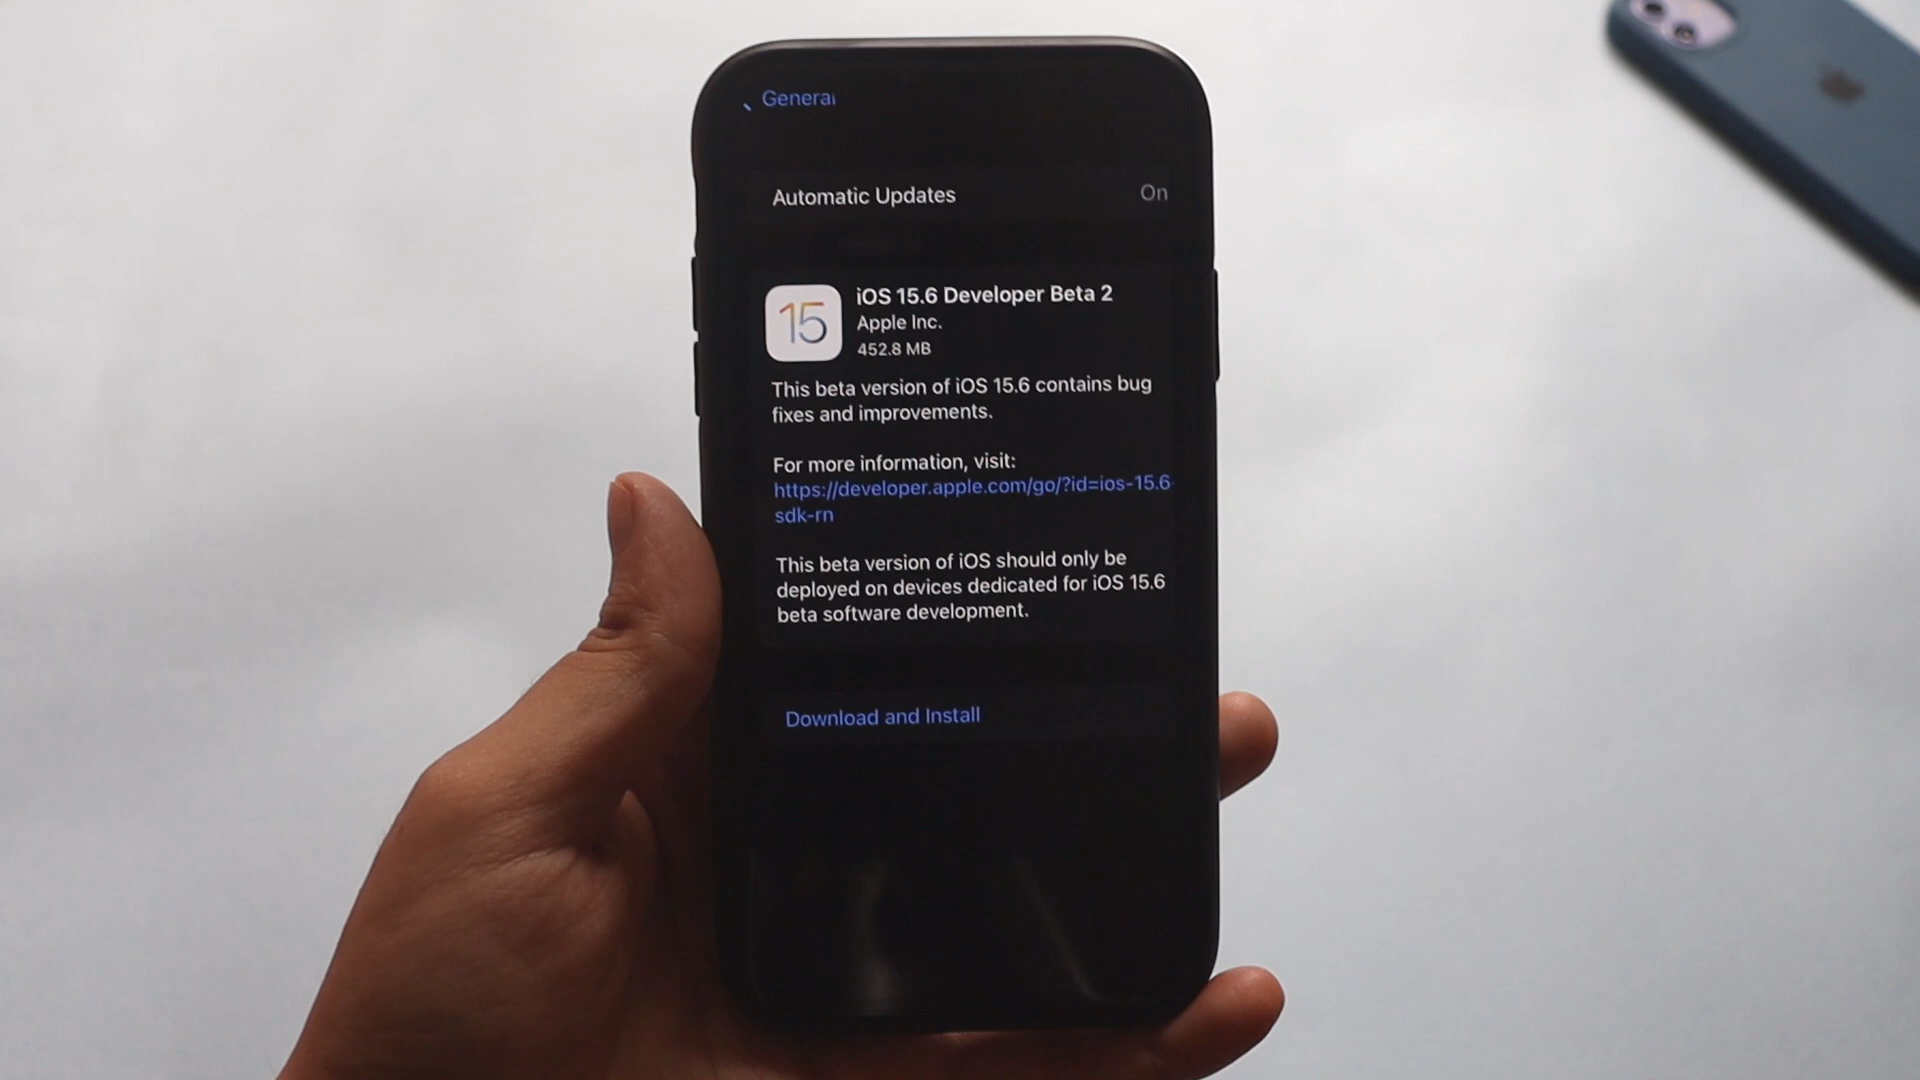 General
Automatic Updates On
15
iOS 15.6 Developer Beta 2
Apple Inc.
452.8 MB
This beta version of iOS 15.6 contains bug
fixes and improvements.
For more information, visit:
https://developer.apple.com/go/?id=ios-15.6-
sdk-rn
This beta version of iOS should only be
deployed on devices dedicated for iOS 15.6
beta software development.
Download and Install